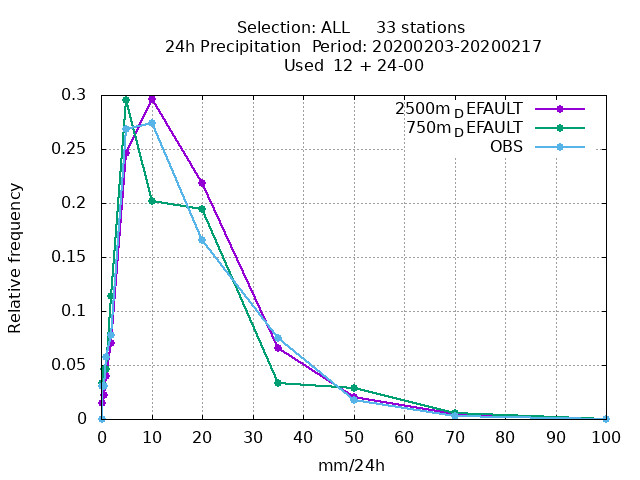 Selection: ALL 33 stations
24h Precipitation Period: 20200203-20200217
Used 12 + 24-00
2500m_DEFAULT
750m_DEFAULT
OBS
0.3
0.25
0.2
0.15
0.1
0.05
0
Relative frequency
0 10 20 30 40 50 60 70 80 90 100
mm/24h